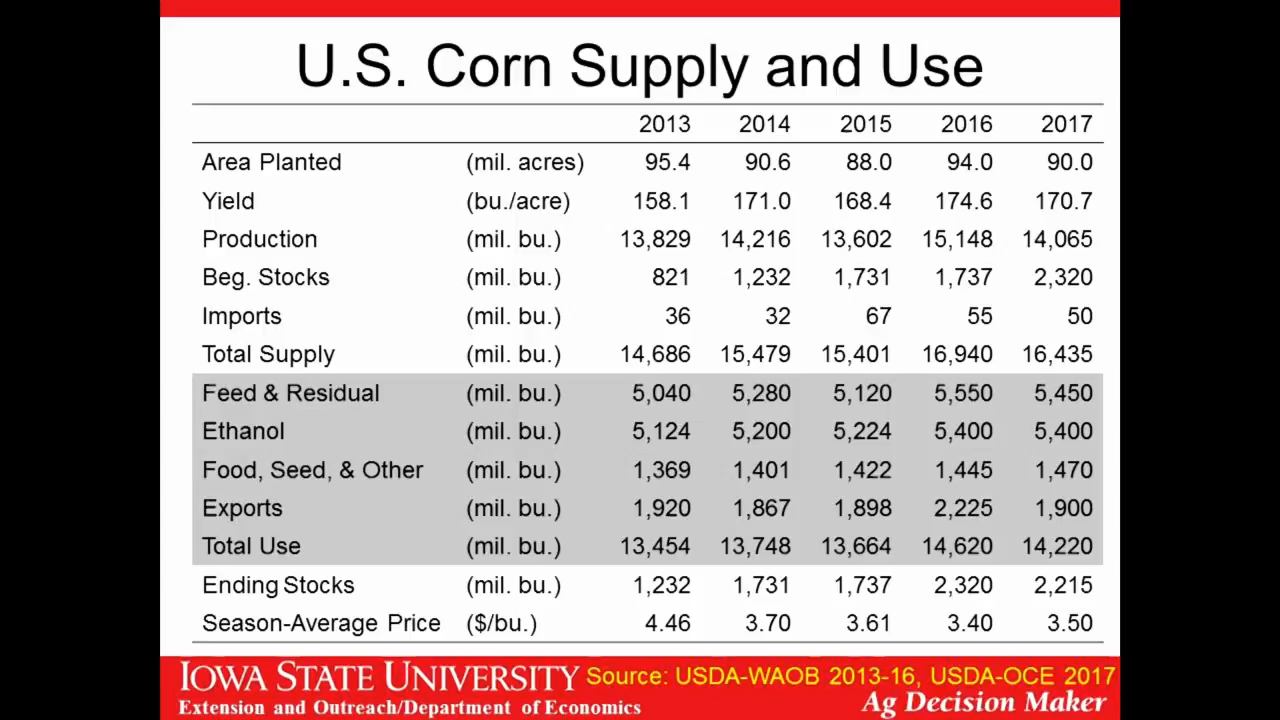 U.S. Corn Supply and Use
2013 2014 2015 2016 2017
Area Planted (mil. acres) 95.4 90.6 88.0 94.0 90.0
Yield (bu./acre) 158.1 171.0 168.4 174.6 170.7
Production (mil. bu.) 13,829 14,216 13,602 15,148 14,065
Beg. Stocks (mil. bu.) 821 1,232 1,731 1,737 2,320
Imports (mil. bu.) 36 32 67 55 50
Total Supply (mil. bu.) 14,686 15,479 15,401 16,940 16,435
Feed & Residual (mil. bu.) 5,040 5,280 5,120 5,550 5,450
Ethanol (mil. bu.) 5,124 5,200 5,224 5,400 5,400
Food, Seed, & Other (mil. bu.) 1,369 1,401 1,422 1,445 1,470
Exports (mil. bu.) 1,920 1,867 1,898 2,225 1,900
Total Use (mil. bu.) 13,454 13,748 13,664 14,620 14,220
Ending Stocks (mil. bu.) 1,232 1,731 1,737 2,320 2,215
Season-Average Price ($/bu.) 4.46 3.70 3.61 3.40 3.50
IOWA STATE UNIVERSITY Source: USDA-WAOB 2013-16, USDA-OCE 2017
Extension and Outreach/Department of Economics Ag Decision Maker